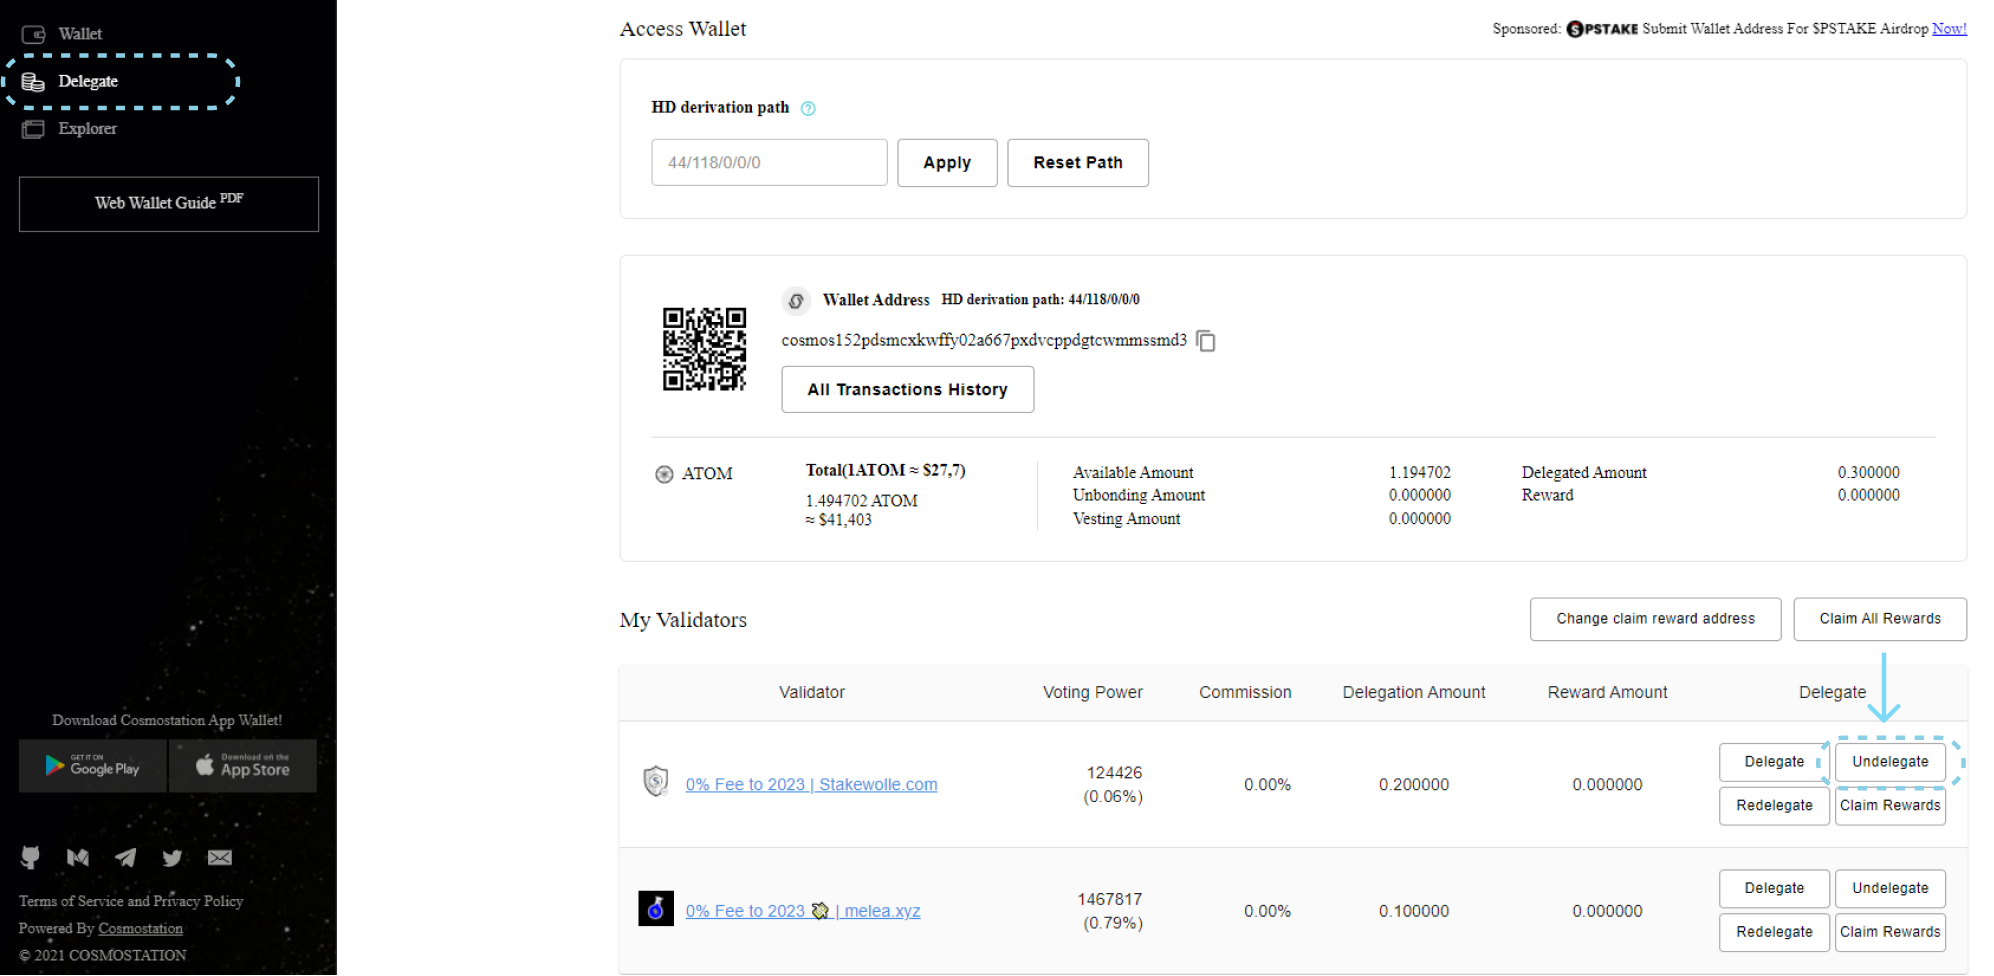 Wallet
Delegate
Explorer
Web Wallet Guide PDF
Download Cosmostation App Wallet!
GET IT ON
Google Play
Download on the
App Store
Terms of Service and Privacy Policy
Powered By Cosmostation
© 2021 COSMOSTATION
Access Wallet
Sponsored: PSTAKE Submit Wallet Address For $PSTAKE Airdrop Now!
HD derivation path ?
44/118/0/0/0
Apply
Reset Path
Wallet Address HD derivation path: 44/118/0/0/0
cosmos152pdsmcxkwffy02a667pxdvcppdgtcwmmssmd3
All Transactions History
ATOM
Total(1ATOM ≈ $27,7)
1.494702 ATOM
≈ $41,403
Available Amount 1.194702
Unbonding Amount 0.000000
Vesting Amount 0.000000
Delegated Amount 0.300000
Reward 0.000000
My Validators
Change claim reward address
Claim All Rewards
Validator Voting Power Commission Delegation Amount Reward Amount Delegate
0% Fee to 2023 | Stakewolle.com
124426
(0.06%)
0.00%
0.200000
0.000000
Delegate
Undelegate
Redelegate
Claim Rewards
0% Fee to 2023 | melea.xyz
1467817
(0.79%)
0.00%
0.100000
0.000000
Delegate
Undelegate
Redelegate
Claim Rewards